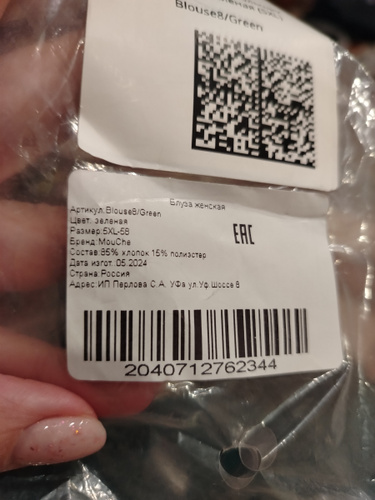 Blouse8/Green
Блуза женская
Артикул:Blouse8/Green
Цвет: зеленая
Размер:5XL-58
Бренд:MouChe
Состав:85% хлопок 15% полиэстер
Дата изгот.:05.2024
Страна:Россия
Адрес:ИП Перлова С.А. Уфа ул.Уф.Шоссе 8
EAC
2040712762344